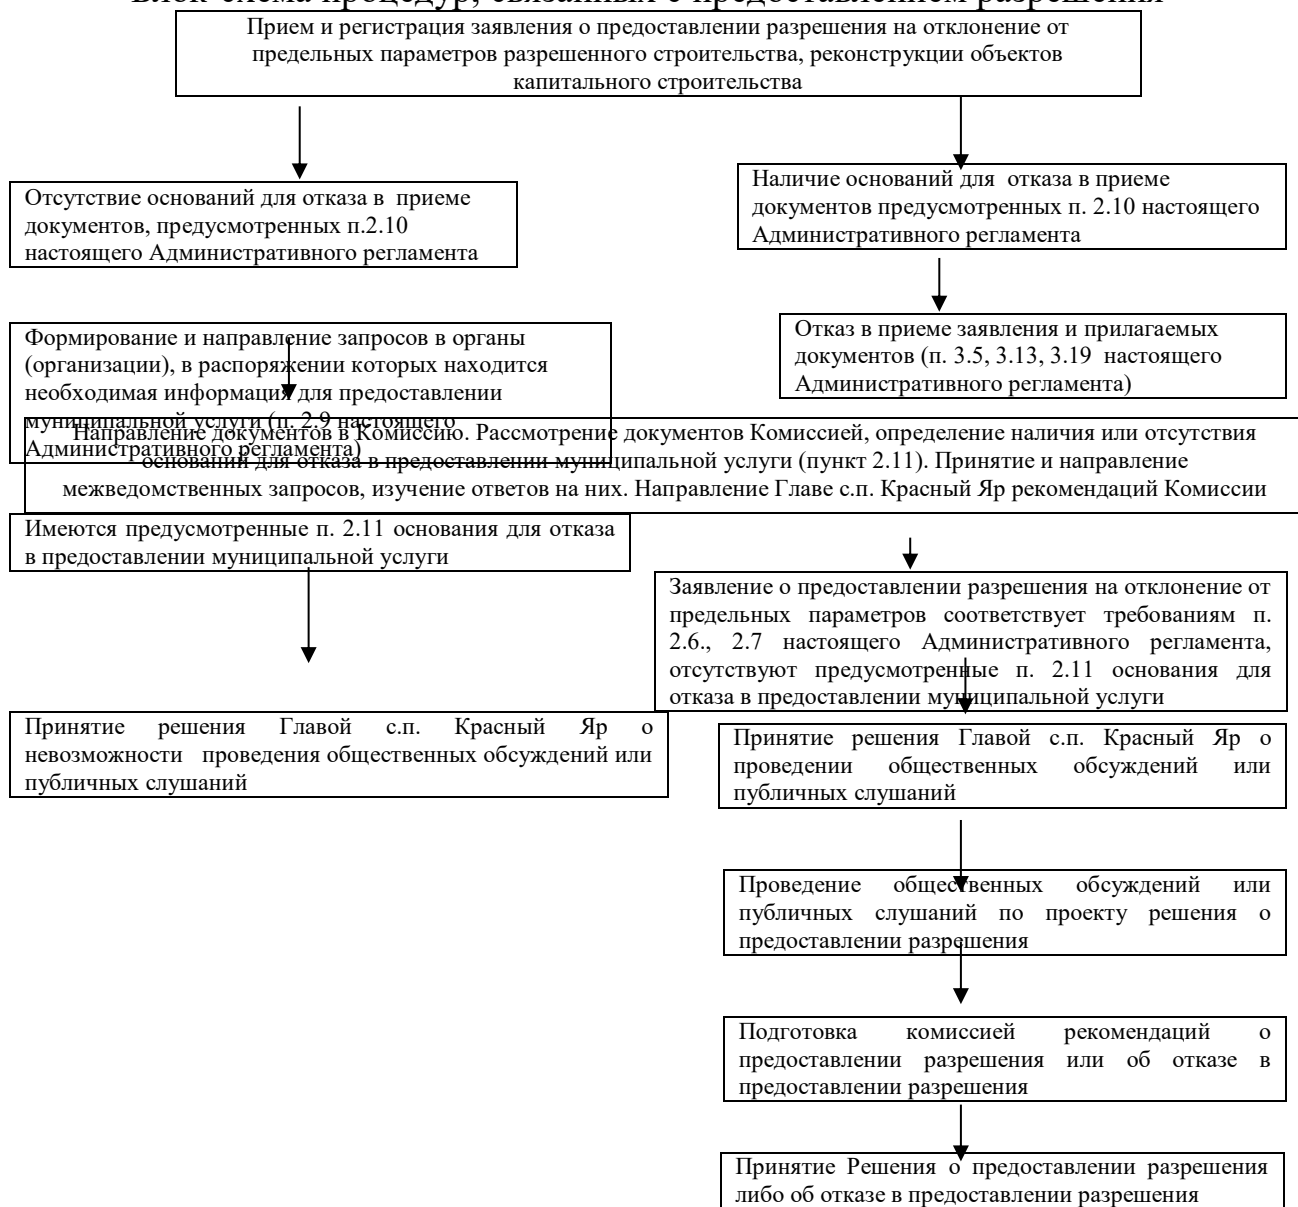 Блок-схема процедур, связанных с предоставлением разрешения
Прием и регистрация заявления о предоставлении разрешения на отклонение от
предельных параметров разрешенного строительства, реконструкции объектов
капитального строительства
Отсутствие оснований для отказа в приеме
документов, предусмотренных п.2.10
настоящего Административного регламента
Наличие оснований для отказа в приеме
документов предусмотренных п. 2.10 настоящего
Административного регламента
Формирование и направление запросов в органы
(организации), в распоряжении которых находится
необходимая информация для предоставлении
муниципальной услуги (п. 2.9 настоящего
Административного регламента)
Отказ в приеме заявления и прилагаемых
документов (п. 3.5, 3.13, 3.19 настоящего
Административного регламента)
Направление документов в Комиссию. Рассмотрение документов Комиссией, определение наличия или отсутствия
оснований для отказа в предоставлении муниципальной услуги (пункт 2.11). Принятие и направление
межведомственных запросов, изучение ответов на них. Направление Главе с.п. Красный Яр рекомендаций Комиссии
Имеются предусмотренные п. 2.11 основания для отказа
в предоставлении муниципальной услуги
Заявление о предоставлении разрешения на отклонение от
предельных параметров соответствует требованиям п.
2.6., 2.7 настоящего Административного регламента,
отсутствуют предусмотренные п. 2.11 основания для
отказа в предоставлении муниципальной услуги
Принятие решения Главой с.п. Красный Яр о
невозможности проведения общественных обсуждений или
публичных слушаний
Принятие решения Главой с.п. Красный Яр о
проведении общественных обсуждений или
публичных слушаний
Проведение общественных обсуждений или
публичных слушаний по проекту решения о
предоставлении разрешения
Подготовка комиссией рекомендаций о
предоставлении разрешения или об отказе в
предоставлении разрешения
Принятие Решения о предоставлении разрешения
либо об отказе в предоставлении разрешения